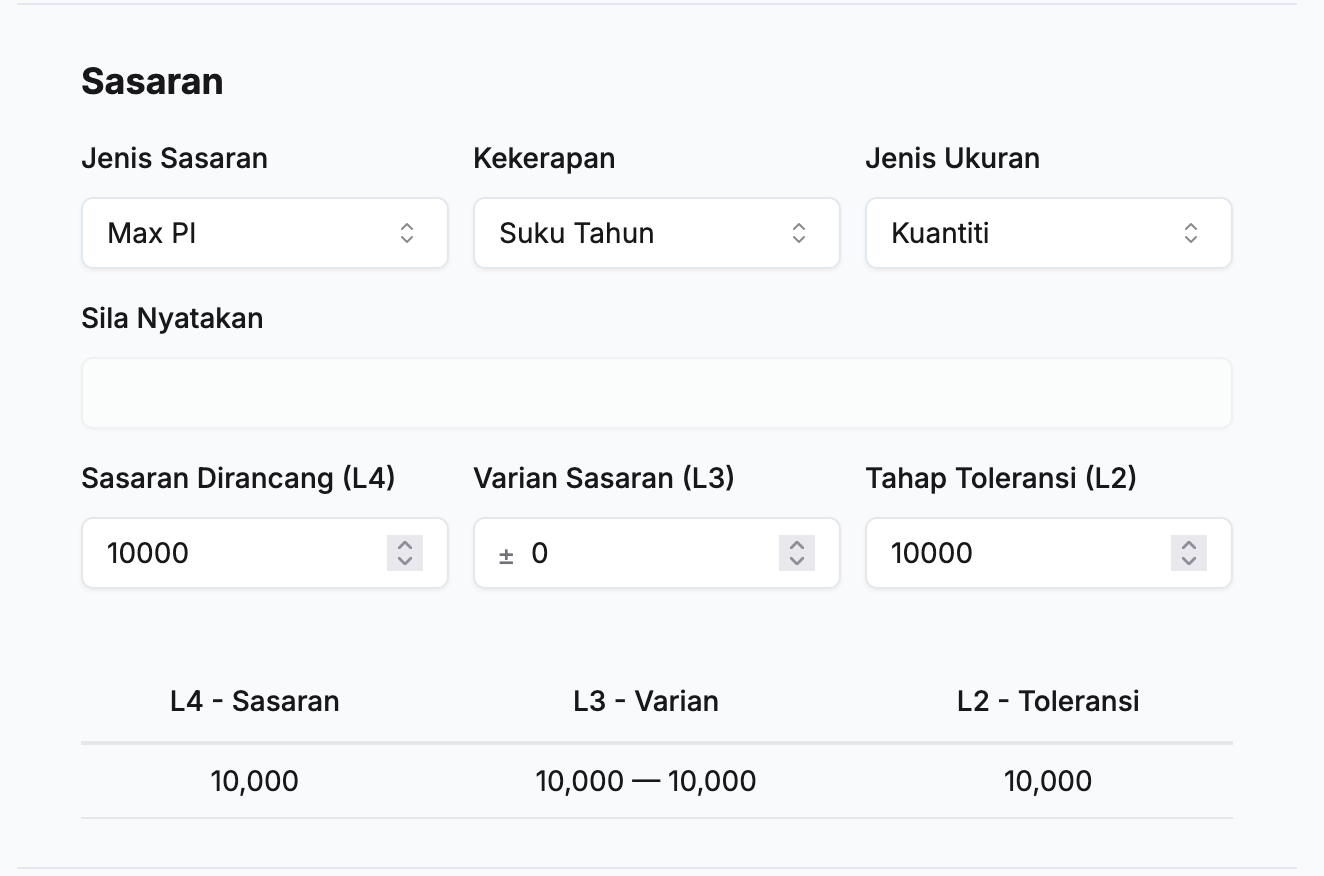 Sasaran
Jenis Sasaran Kekerapan Jenis Ukuran
Max PI Suku Tahun Kuantiti
Sila Nyatakan
Sasaran Dirancang (L4) Varian Sasaran (L3) Tahap Toleransi (L2)
10000 ± 0 10000
L4 - Sasaran L3 - Varian L2 - Toleransi
10,000 10,000 — 10,000 10,000